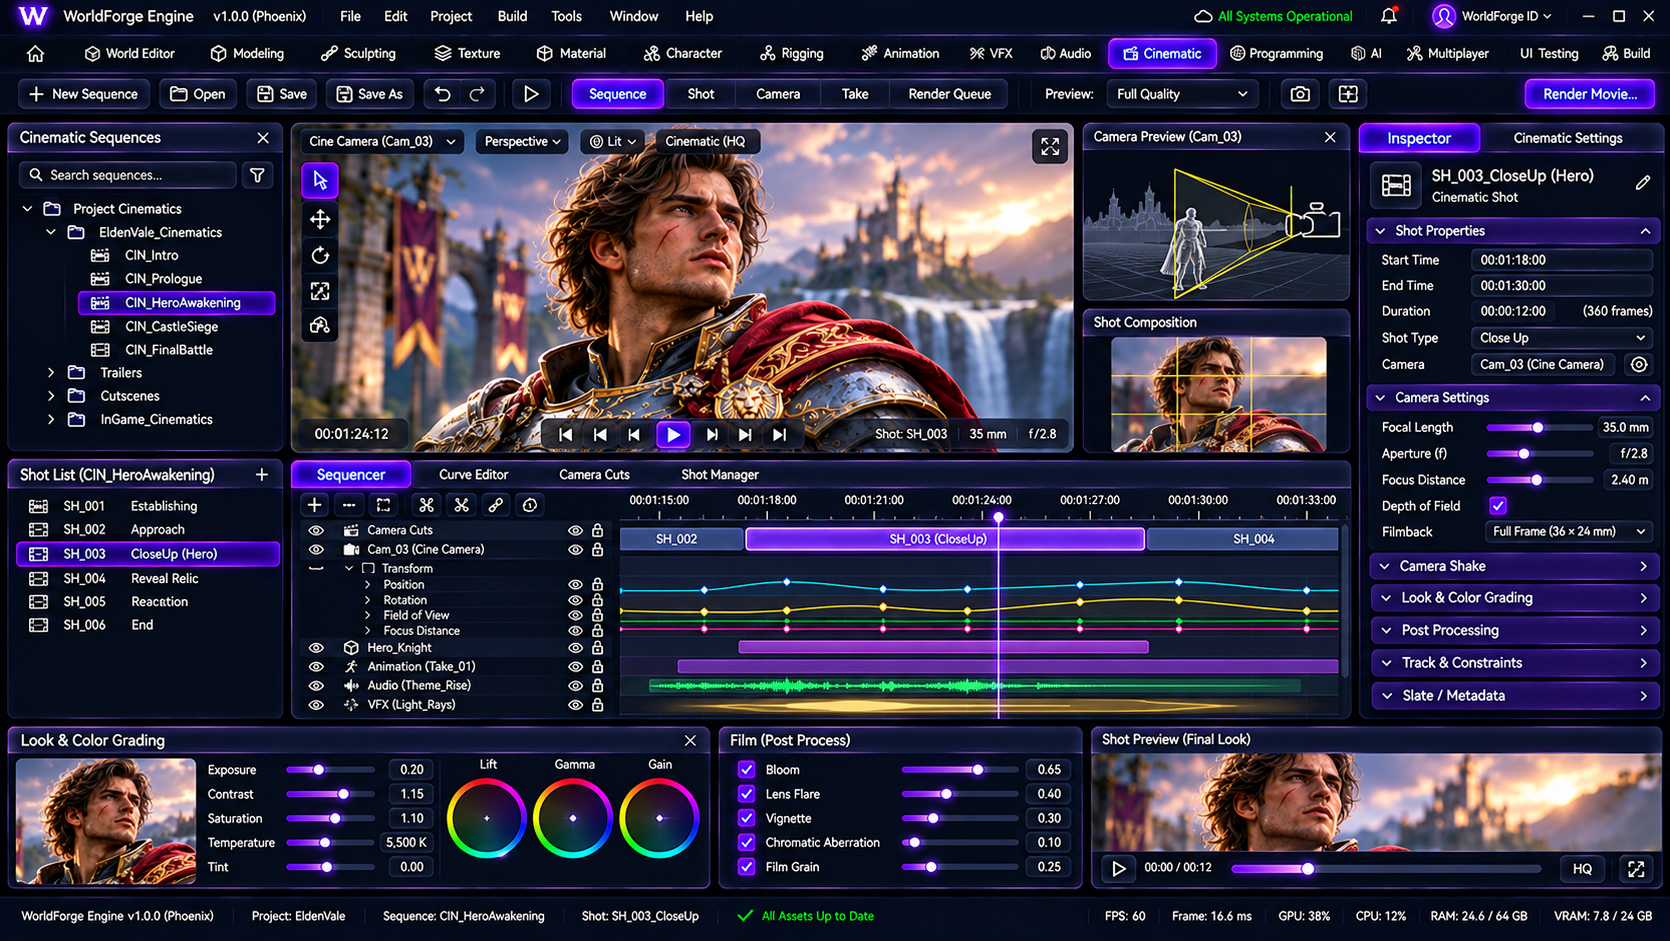 W WorldForge Engine v1.0.0 (Phoenix) File Edit Project Build Tools Window Help All Systems Operational WorldForge ID
World Editor Modeling Sculpting Texture Material Character Rigging Animation VFX Audio Cinematic Programming AI Multiplayer UI Testing Build
New Sequence Open Save Save As Sequence Shot Camera Take Render Queue Preview: Full Quality Render Movie...
Cinematic Sequences
Search sequences...
Project Cinematics
EldenVale_Cinematics
CIN_Intro
CIN_Prologue
CIN_HeroAwakening
CIN_CastleSiege
CIN_FinalBattle
Trailers
Cutscenes
InGame_Cinematics
Cine Camera (Cam_03) Perspective Lit Cinematic (HQ
W
00:01:24:12 Shot: SH_003 35 mm f/2.8
Camera Preview (Cam_03)
Shot Composition
Inspector Cinematic Settings
SH_003_CloseUp (Hero)
Cinematic Shot
Shot Properties
Start Time 00:01:18:00
End Time 00:01:30:00
Duration 00:00:12:00 (360 frames)
Shot Type Close Up
Camera Cam_03 (Cine Camera)
Camera Settings
Focal Length 35.0 mm
Aperture (f) f/2.8
Focus Distance 2.40 m
Depth of Field
Filmback Full Frame (36 × 24 mm)
Camera Shake
Look & Color Grading
Post Processing
Track & Constraints
Slate / Metadata
Shot List (CIN_HeroAwakening)
SH_001 Establishing
SH_002 Approach
SH_003 CloseUp (Hero)
SH_004 Reveal Relic
SH_005 Reacation
SH_006 End
Sequencer Curve Editor Camera Cuts Shot Manager
00:01:15:00 00:01:18:00 00:01:21:00 00:01:24:00 00:01:27:00 00:01:30:00 00:01:33:00
Camera Cuts SH_002 SH_003 (CloseUp) SH_004
Cam_03 (Cine Camera)
Transform
Position
Rotation
Field of View
Focus Distance
Hero_Knight
Animation (Take_01)
Audio (Theme_Rise)
VFX (Light_Rays)
Look & Color Grading
Exposure 0.20
Contrast 1.15
Saturation 1.10
Temperature 5,500 K
Tint 0.00
Lift Gamma Gain
Film (Post Process)
Bloom 0.65
Lens Flare 0.40
Vignette 0.30
Chromatic Aberration 0.10
Film Grain 0.25
Shot Preview (Final Look)
W
00:00 / 00:12 HQ
WorldForge Engine v1.0.0 (Phoenix) Project: EldenVale Sequence: CIN_HeroAwakening Shot: SH_003_CloseUp All Assets Up to Date FPS: 60 Frame: 16.6 ms GPU: 38% CPU: 12% RAM: 24.6 / 64 GB VRAM: 7.8 / 24 GB